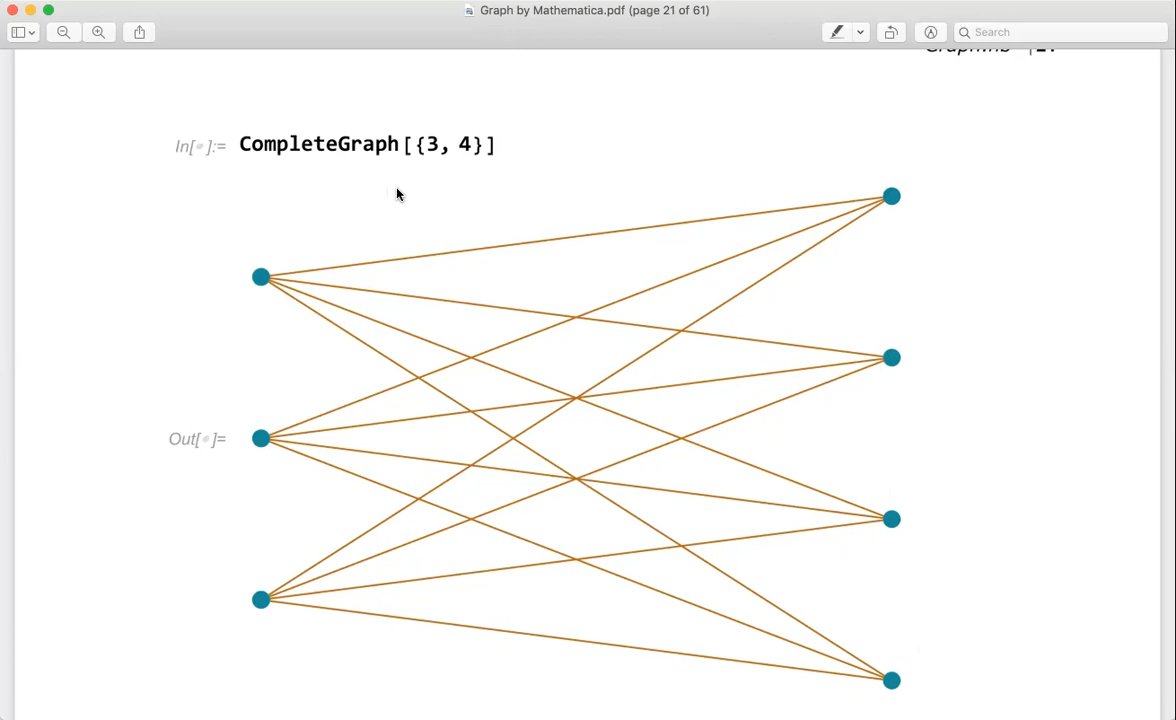 Graph by Mathematica.pdf (page 21 of 61)
Search
In[ ]:= CompleteGraph[{3, 4}]
Out[ ]=